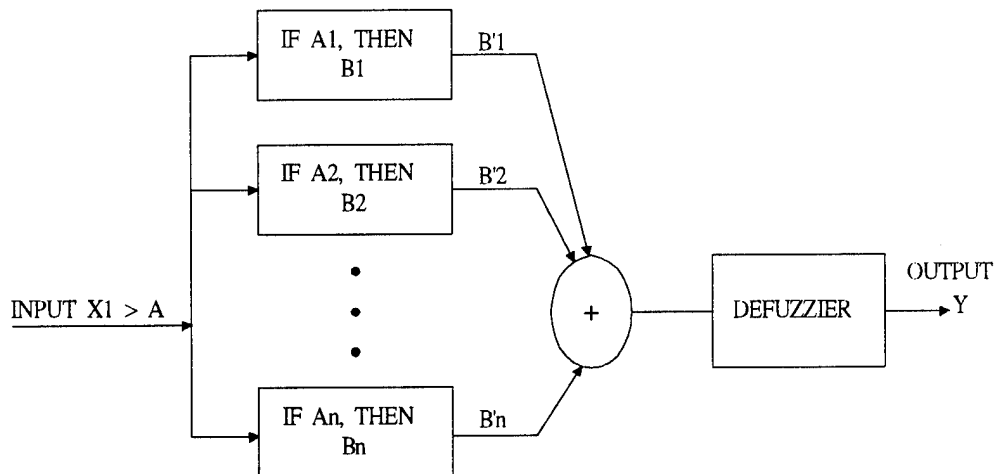 IF A1, THEN
B1
B'1
IF A2, THEN
B2
B'2
INPUT X1 > A
+
DEFUZZIER
OUTPUT
Y
IF An, THEN
Bn
B'n